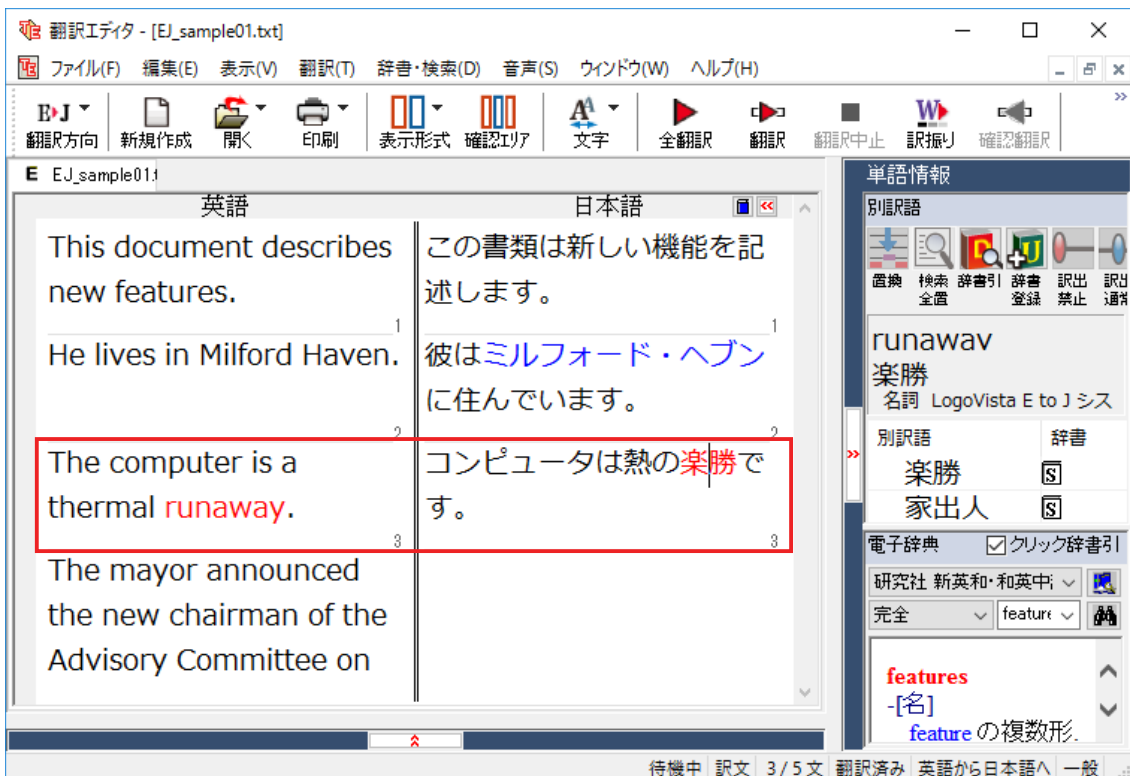 翻訳エディタ - [EJ_sample01.txt]
ファイル(F) 編集(E) 表示(V) 翻訳(T) 辞書・検索(D) 音声(S) ウィンドウ(W) ヘルプ(H)
E▸J
翻訳方向 新規作成 開く 印刷 表示形式 確認エリア 文字 全翻訳 翻訳 翻訳中止 訳振り 確認翻訳
E EJ_sample01.t
英語 日本語
This document describes
new features.
1
この書類は新しい機能を記
述します。
1
He lives in Milford Haven.
2
彼はミルフォード・ヘブン
に住んでいます。
2
The computer is a
thermal runaway.
3
コンピュータは熱の楽勝で
す。
3
The mayor announced
the new chairman of the
Advisory Committee on
単語情報
別訳語
置換 検索全置 辞書引 辞書登録 訳出禁止 訳出通常
runaway
楽勝
名詞 LogoVista E to J シス
別訳語 辞書
楽勝 S
家出人 S
電子辞典 クリック辞書引
研究社 新英和・和英中
完全 feature
features
-[名]
feature の複数形.
待機中 訳文 3/5文 翻訳済み 英語から日本語へ 一般